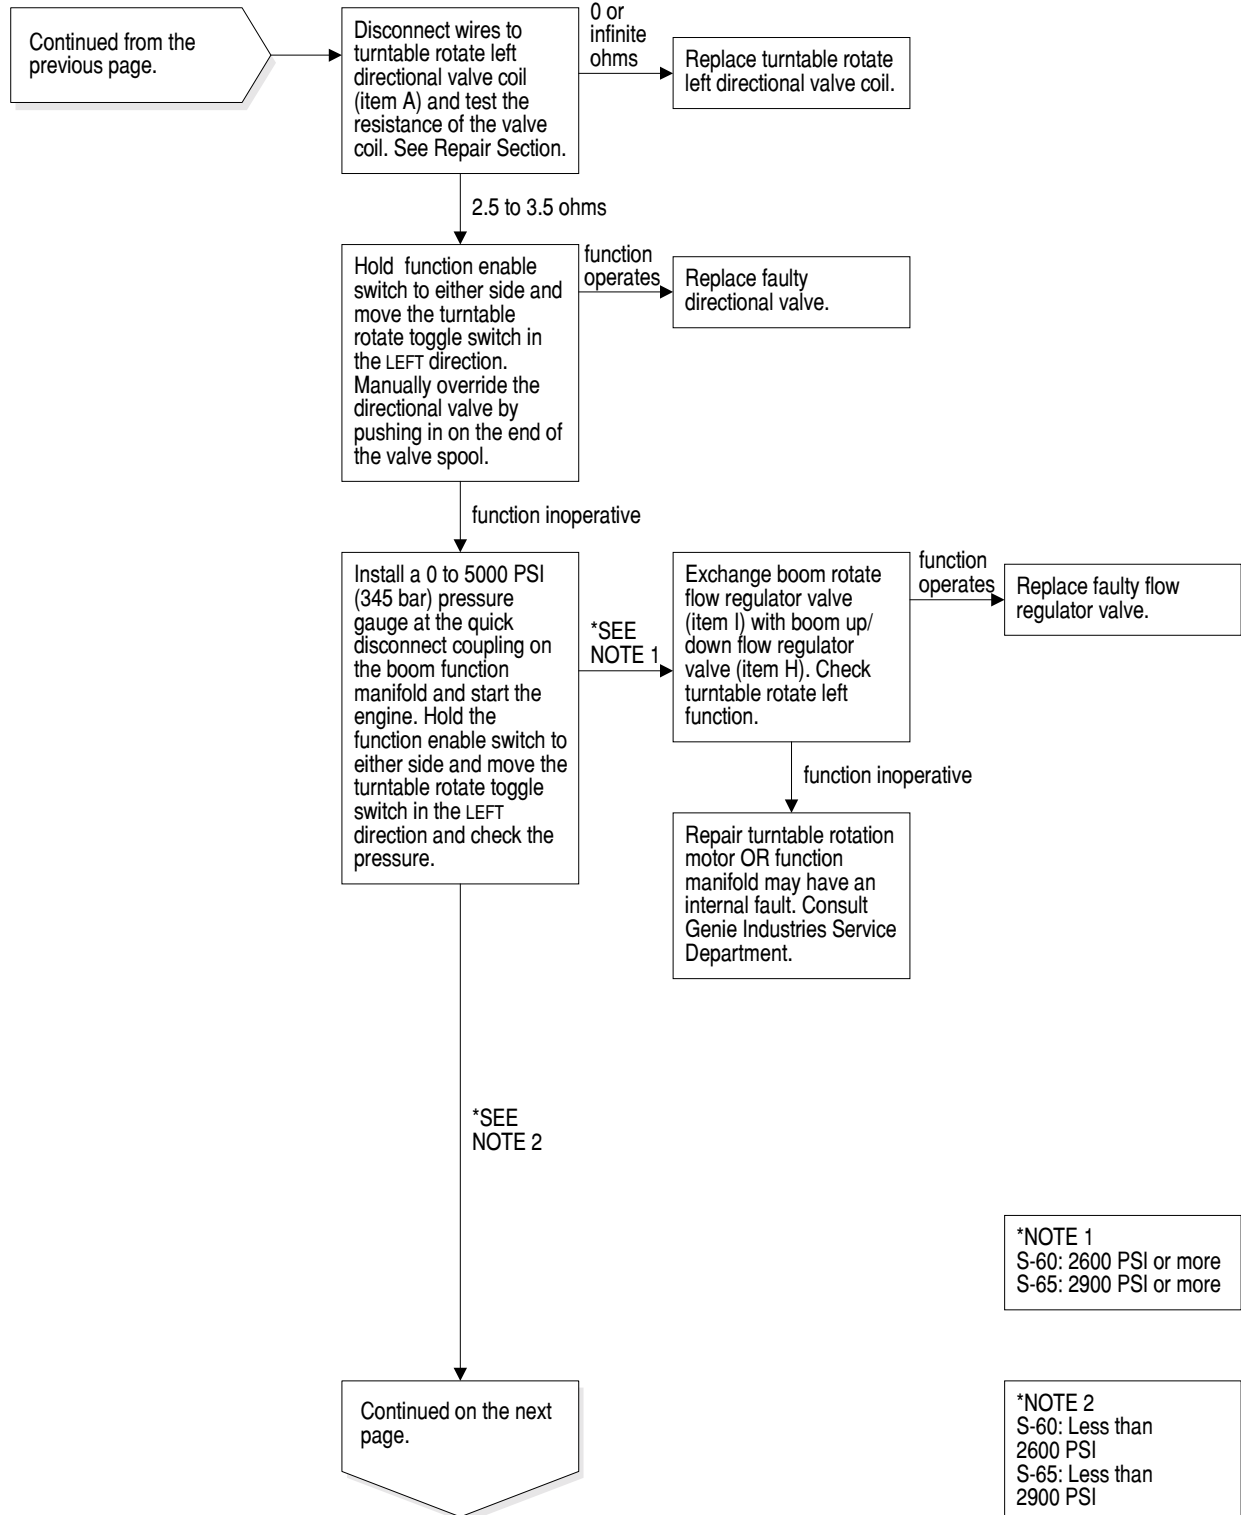 Continued from the
previous page.
Disconnect wires to
turntable rotate left
directional valve coil
(item A) and test the
resistance of the valve
coil. See Repair Section.
0 or
infinite
ohms
Replace turntable rotate
left directional valve coil.
2.5 to 3.5 ohms
Hold function enable
switch to either side and
move the turntable
rotate toggle switch in
the LEFT direction.
Manually override the
directional valve by
pushing in on the end of
the valve spool.
function
operates
Replace faulty
directional valve.
function inoperative
Install a 0 to 5000 PSI
(345 bar) pressure
gauge at the quick
disconnect coupling on
the boom function
manifold and start the
engine. Hold the
function enable switch to
either side and move the
turntable rotate toggle
switch in the LEFT
direction and check the
pressure.
*SEE
NOTE 1
Exchange boom rotate
flow regulator valve
(item I) with boom up/
down flow regulator
valve (item H). Check
turntable rotate left
function.
function
operates
Replace faulty flow
regulator valve.
function inoperative
Repair turntable rotation
motor OR function
manifold may have an
internal fault. Consult
Genie Industries Service
Department.
*SEE
NOTE 2
*NOTE 1
S-60: 2600 PSI or more
S-65: 2900 PSI or more
Continued on the next
page.
*NOTE 2
S-60: Less than
2600 PSI
S-65: Less than
2900 PSI